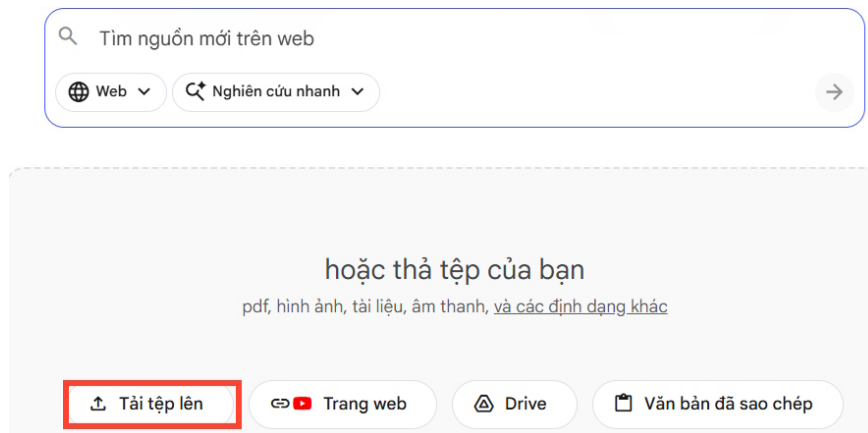 Tìm nguồn mới trên web
Web Nghiên cứu nhanh
hoặc thả tệp của bạn
pdf, hình ảnh, tài liệu, âm thanh, và các định dạng khác
Tải tệp lên Trang web Drive Văn bản đã sao chép